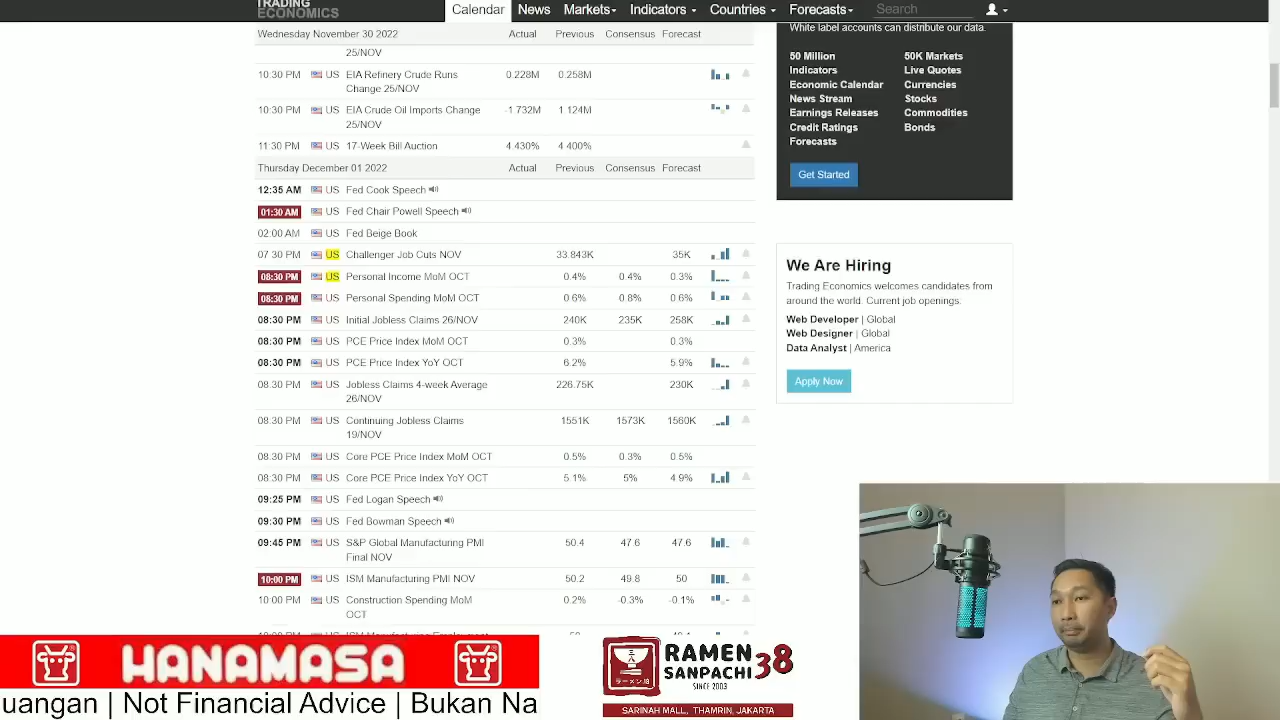 TRADING
ECONOMICS
Calendar News Markets Indicators Countries Forecasts Search
Wednesday November 30 2022 Actual Previous Consensus Forecast
25/NOV
10:30 PM US EIA Refinery Crude Runs Change 25/NOV 0.228M 0.258M
10:30 PM US EIA Crude Oil Imports Change 25/NOV -1.732M 1.124M
11:30 PM US 17-Week Bill Auction 4.430% 4.400%
Thursday December 01 2022 Actual Previous Consensus Forecast
12:35 AM US Fed Cook Speech
01:30 AM US Fed Chair Powell Speech
02:00 AM US Fed Beige Book
07:30 PM US Challenger Job Cuts NOV 33.843K 35K
08:30 PM US Personal Income MoM OCT 0.4% 0.4% 0.3%
08:30 PM US Personal Spending MoM OCT 0.6% 0.8% 0.6%
08:30 PM US Initial Jobless Claims 26/NOV 240K 235K 258K
08:30 PM US PCE Price Index MoM OCT 0.3% 0.3%
08:30 PM US PCE Price Index YoY OCT 6.2% 5.9%
08:30 PM US Jobless Claims 4-week Average 26/NOV 226.75K 230K
08:30 PM US Continuing Jobless Claims 19/NOV 1551K 1573K 1560K
08:30 PM US Core PCE Price Index MoM OCT 0.5% 0.3% 0.5%
08:30 PM US Core PCE Price Index YoY OCT 5.1% 5% 4.9%
09:25 PM US Fed Logan Speech
09:30 PM US Fed Bowman Speech
09:45 PM US S&P Global Manufacturing PMI Final NOV 50.4 47.6 47.6
10:00 PM US ISM Manufacturing PMI NOV 50.2 49.8 50
10:00 PM US Construction Spending MoM OCT 0.2% -0.3% -0.1%
White label accounts can distribute our data.
50 Million
Indicators
Economic Calendar
News Stream
Earnings Releases
Credit Ratings
Forecasts
50K Markets
Live Quotes
Currencies
Stocks
Commodities
Bonds
Get Started
We Are Hiring
Trading Economics welcomes candidates from
around the world. Current job openings:
Web Developer | Global
Web Designer | Global
Data Analyst | America
Apply Now
HANAMASA
RAMEN
SANPACHI 38
SINCE 2003
SARINAH MALL, THAMRIN, JAKARTA
uangan | Not Financial Advice | Bukan Na